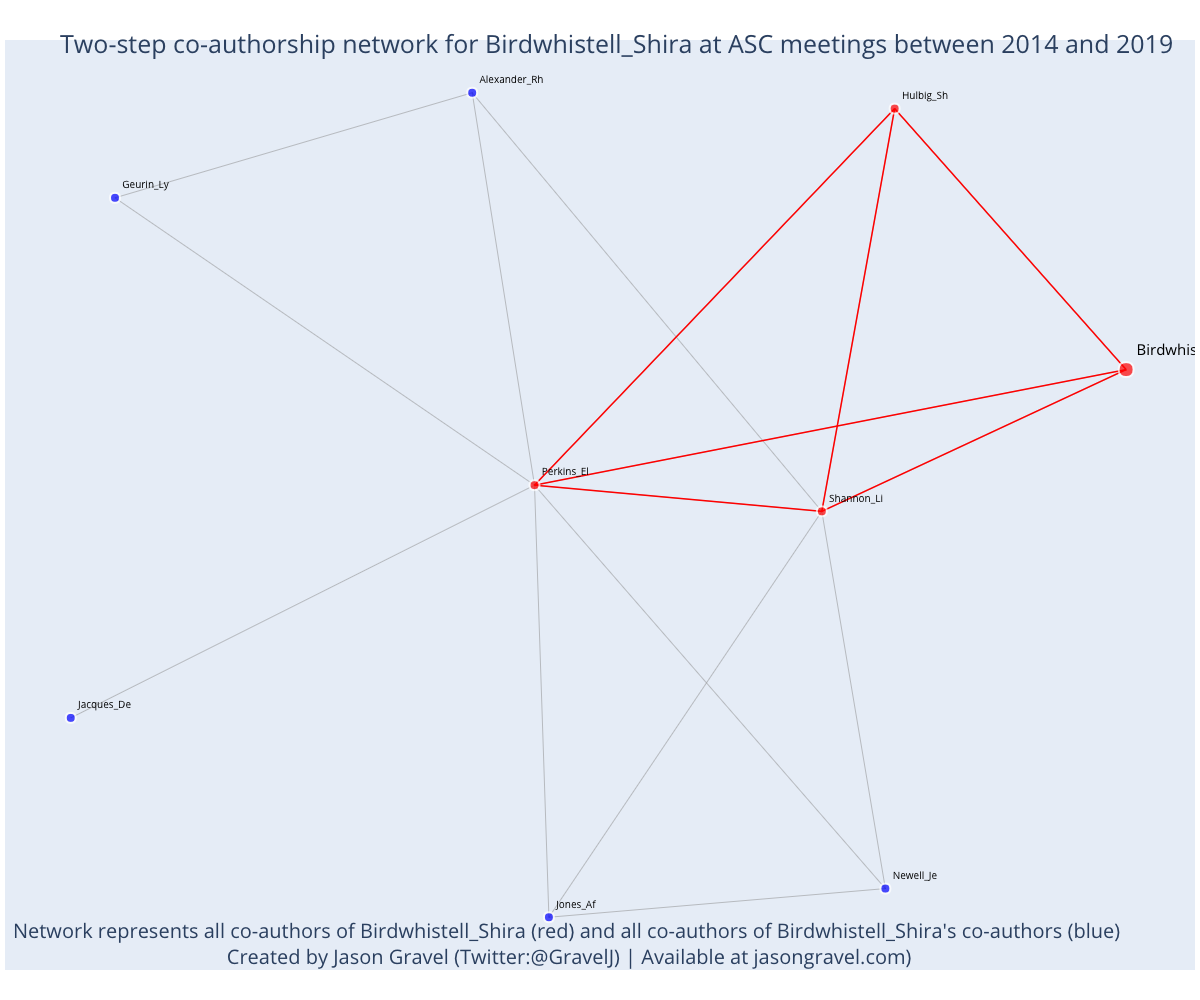 Two-step co-authorship network for Birdwhistell_Shira at ASC meetings between 2014 and 2019
Alexander_Rh
Hulbig_Sh
Geurin_Ly
Birdwhis
Perkins_El
Shannon_Li
Jacques_De
Newell_Je
Jones_Af
Network represents all co-authors of Birdwhistell_Shira (red) and all co-authors of Birdwhistell_Shira's co-authors (blue)
Created by Jason Gravel (Twitter:@GravelJ) | Available at jasongravel.com)